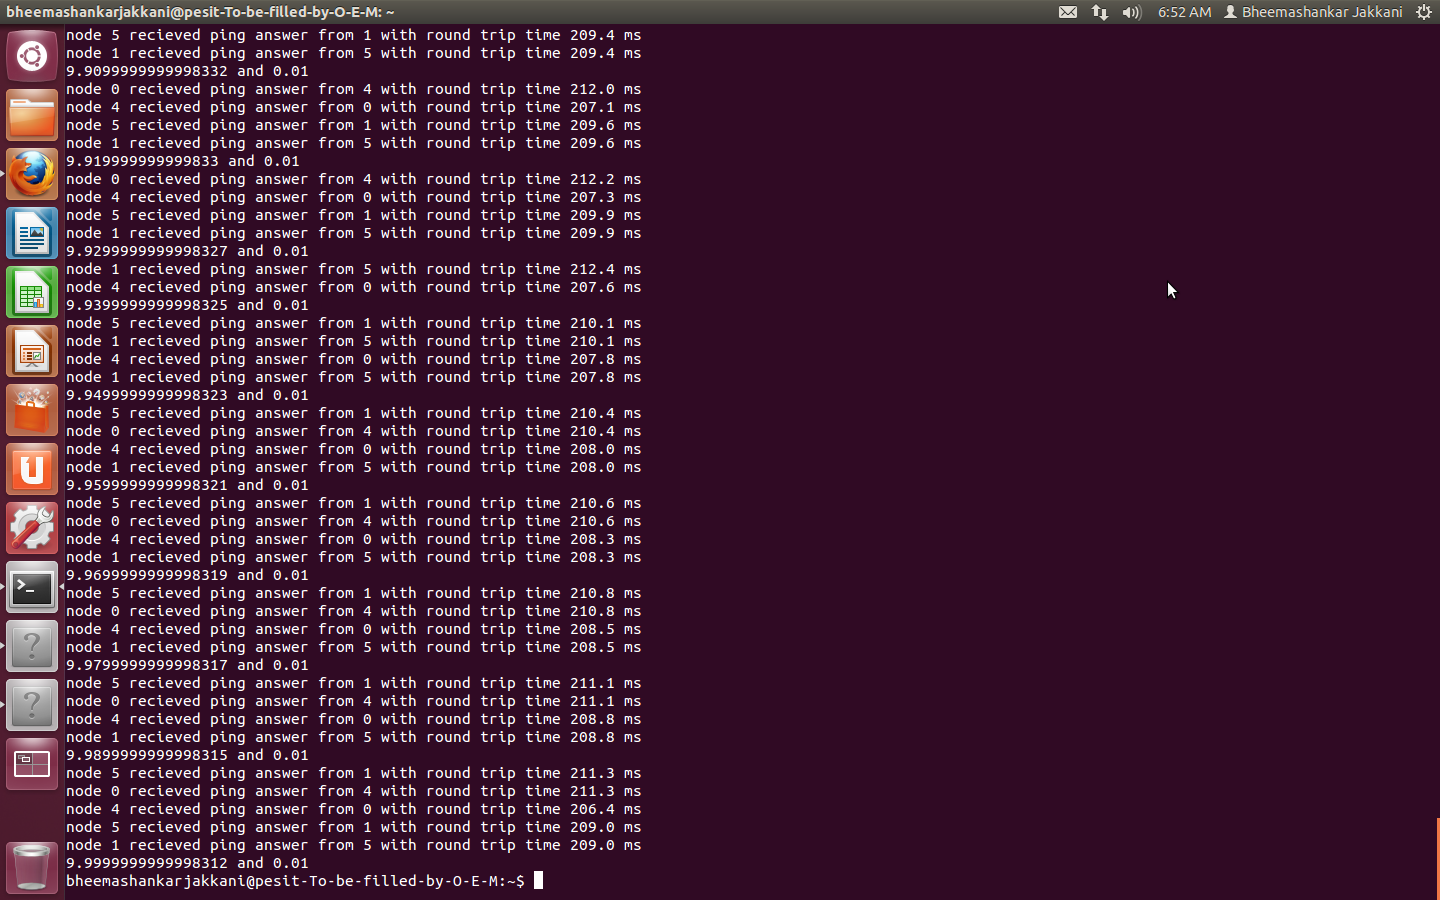 bheemashankarjakkani@pesit-To-be-filled-by-O-E-M: ~
6:52 AM
Bheemashankar Jakkani
node 5 recieved ping answer from 1 with round trip time 209.4 ms
node 1 recieved ping answer from 5 with round trip time 209.4 ms
9.9099999999998332 and 0.01
node 0 recieved ping answer from 4 with round trip time 212.0 ms
node 4 recieved ping answer from 0 with round trip time 207.1 ms
node 5 recieved ping answer from 1 with round trip time 209.6 ms
node 1 recieved ping answer from 5 with round trip time 209.6 ms
9.919999999999833 and 0.01
node 0 recieved ping answer from 4 with round trip time 212.2 ms
node 4 recieved ping answer from 0 with round trip time 207.3 ms
node 5 recieved ping answer from 1 with round trip time 209.9 ms
node 1 recieved ping answer from 5 with round trip time 209.9 ms
9.9299999999998327 and 0.01
node 1 recieved ping answer from 5 with round trip time 212.4 ms
node 4 recieved ping answer from 0 with round trip time 207.6 ms
9.9399999999998325 and 0.01
node 5 recieved ping answer from 1 with round trip time 210.1 ms
node 1 recieved ping answer from 5 with round trip time 210.1 ms
node 4 recieved ping answer from 0 with round trip time 207.8 ms
node 1 recieved ping answer from 5 with round trip time 207.8 ms
9.9499999999998323 and 0.01
node 5 recieved ping answer from 1 with round trip time 210.4 ms
node 0 recieved ping answer from 4 with round trip time 210.4 ms
node 4 recieved ping answer from 0 with round trip time 208.0 ms
node 1 recieved ping answer from 5 with round trip time 208.0 ms
9.9599999999998321 and 0.01
node 5 recieved ping answer from 1 with round trip time 210.6 ms
node 0 recieved ping answer from 4 with round trip time 210.6 ms
node 4 recieved ping answer from 0 with round trip time 208.3 ms
node 1 recieved ping answer from 5 with round trip time 208.3 ms
9.9699999999998319 and 0.01
node 5 recieved ping answer from 1 with round trip time 210.8 ms
node 0 recieved ping answer from 4 with round trip time 210.8 ms
node 4 recieved ping answer from 0 with round trip time 208.5 ms
node 1 recieved ping answer from 5 with round trip time 208.5 ms
9.9799999999998317 and 0.01
node 5 recieved ping answer from 1 with round trip time 211.1 ms
node 0 recieved ping answer from 4 with round trip time 211.1 ms
node 4 recieved ping answer from 0 with round trip time 208.8 ms
node 1 recieved ping answer from 5 with round trip time 208.8 ms
9.9899999999998315 and 0.01
node 5 recieved ping answer from 1 with round trip time 211.3 ms
node 0 recieved ping answer from 4 with round trip time 211.3 ms
node 4 recieved ping answer from 0 with round trip time 206.4 ms
node 5 recieved ping answer from 1 with round trip time 209.0 ms
node 1 recieved ping answer from 5 with round trip time 209.0 ms
9.9999999999998312 and 0.01
bheemashankarjakkani@pesit-To-be-filled-by-O-E-M:~$